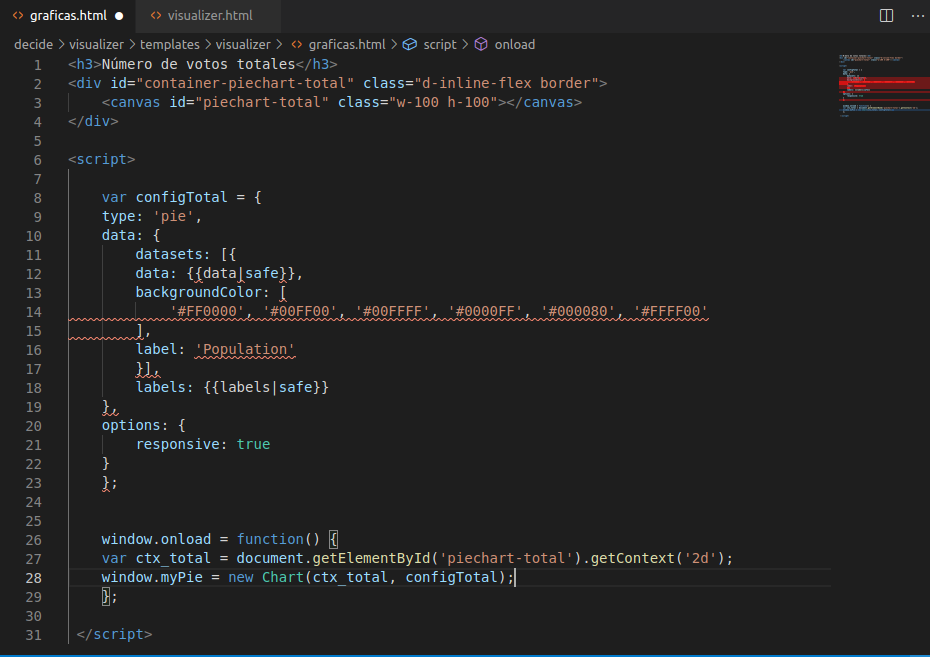 graficas.html
visualizer.html
decide > visualizer > templates > visualizer > graficas.html > script > onload
1 <h3>Número de votos totales</h3>
2 <div id="container-piechart-total" class="d-inline-flex border">
3 <canvas id="piechart-total" class="w-100 h-100"></canvas>
4 </div>
5
6 <script>
7
8 var configTotal = {
9 type: 'pie',
10 data: {
11 datasets: [{
12 data: {{data|safe}},
13 backgroundColor: [
14 '#FF0000', '#00FF00', '#00FFFF', '#0000FF', '#000080', '#FFFF00'
15 ],
16 label: 'Population'
17 }],
18 labels: {{labels|safe}}
19 },
20 options: {
21 responsive: true
22 }
23 };
24
25
26 window.onload = function() {
27 var ctx_total = document.getElementById('piechart-total').getContext('2d');
28 window.myPie = new Chart(ctx_total, configTotal);
29 };
30
31 </script>